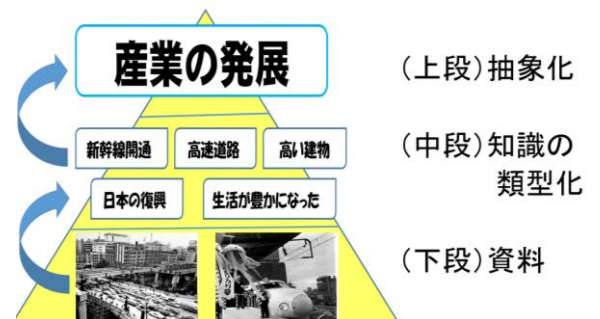 産業の発展
(上段)抽象化
新幹線開通
高速道路
高い建物
(中段)知識の
類型化
日本の復興
生活が豊かになった
(下段)資料